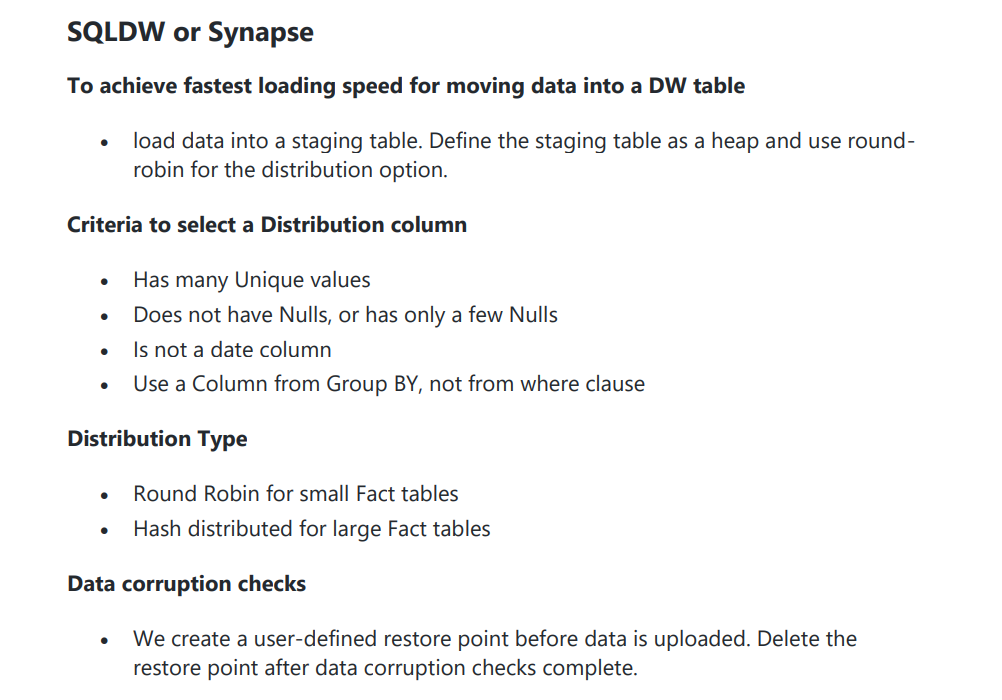 SQLDW or Synapse
To achieve fastest loading speed for moving data into a DW table
• load data into a staging table. Define the staging table as a heap and use round-
robin for the distribution option.
Criteria to select a Distribution column
• Has many Unique values
• Does not have Nulls, or has only a few Nulls
• Is not a date column
• Use a Column from Group BY, not from where clause
Distribution Type
• Round Robin for small Fact tables
• Hash distributed for large Fact tables
Data corruption checks
• We create a user-defined restore point before data is uploaded. Delete the
restore point after data corruption checks complete.